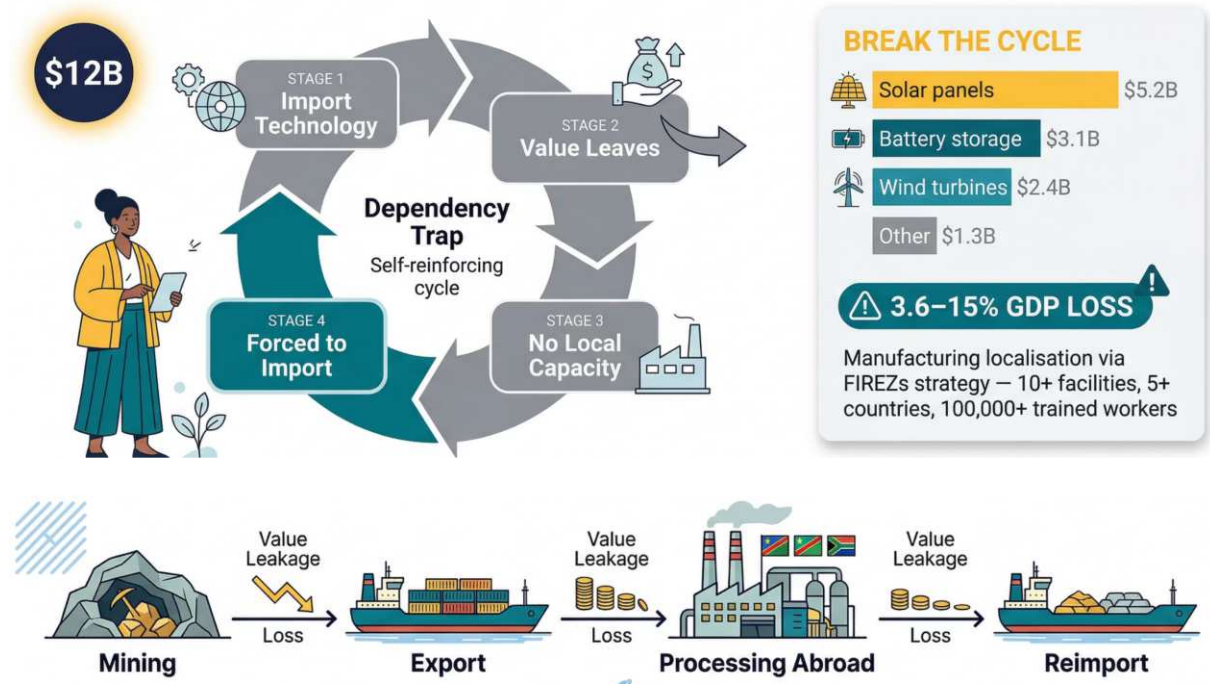 $12B
STAGE 1
Import
Technology
STAGE 2
Value Leaves
STAGE 3
No Local
Capacity
STAGE 4
Forced to
Import
Dependency
Trap
Self-reinforcing
cycle
$
BREAK THE CYCLE
Solar panels $5.2B
Battery storage $3.1B
Wind turbines $2.4B
Other $1.3B
! 3.6–15% GDP LOSS !
Manufacturing localisation via
FIREZs strategy — 10+ facilities, 5+
countries, 100,000+ trained workers
Mining
Value
Leakage
Loss
Export
Value
Leakage
Loss
Processing Abroad
Value
Leakage
Loss
Reimport